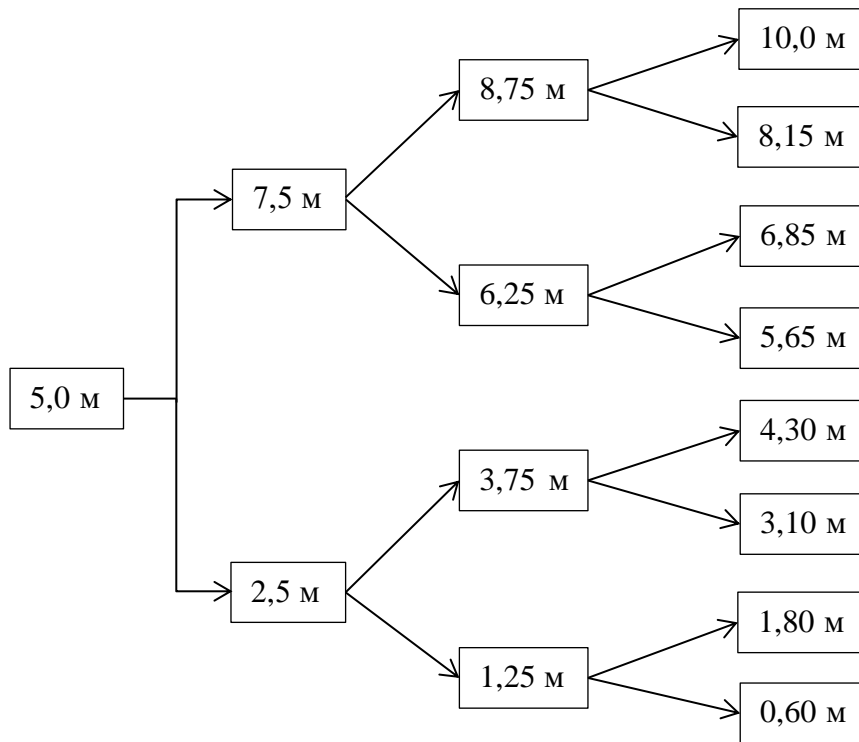 10,0 м
8,75 м
8,15 м
7,5 м
6,85 м
6,25 м
5,65 м
5,0 м
4,30 м
3,75 м
3,10 м
2,5 м
1,80 м
1,25 м
0,60 м